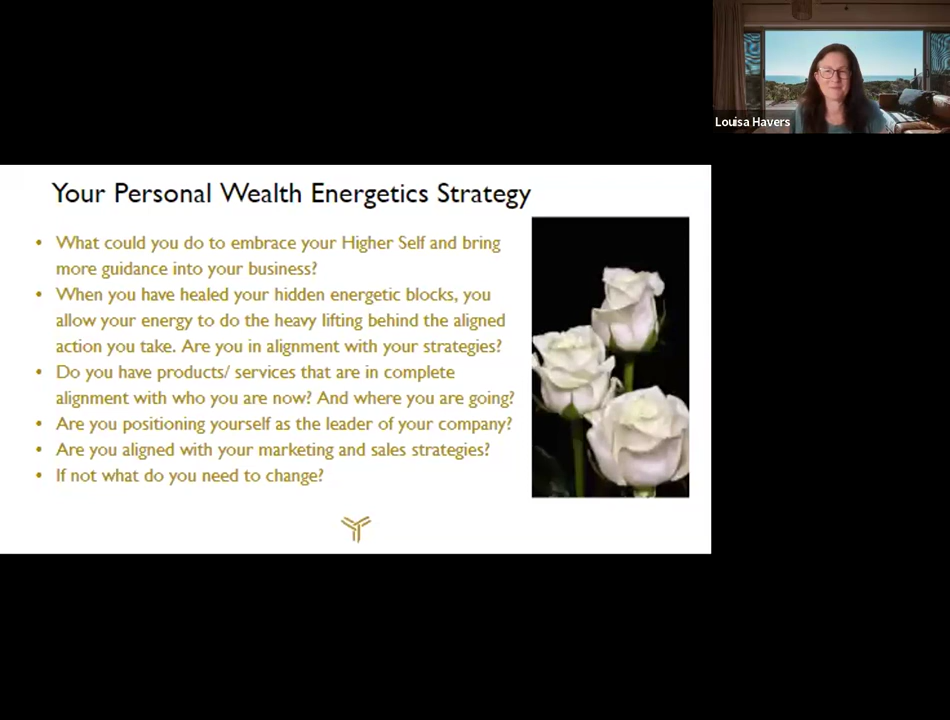 Louisa Havers
Your Personal Wealth Energetics Strategy
• What could you do to embrace your Higher Self and bring
more guidance into your business?
• When you have healed your hidden energetic blocks, you
allow your energy to do the heavy lifting behind the aligned
action you take. Are you in alignment with your strategies?
• Do you have products/ services that are in complete
alignment with who you are now? And where you are going?
• Are you positioning yourself as the leader of your company?
• Are you aligned with your marketing and sales strategies?
• If not what do you need to change?